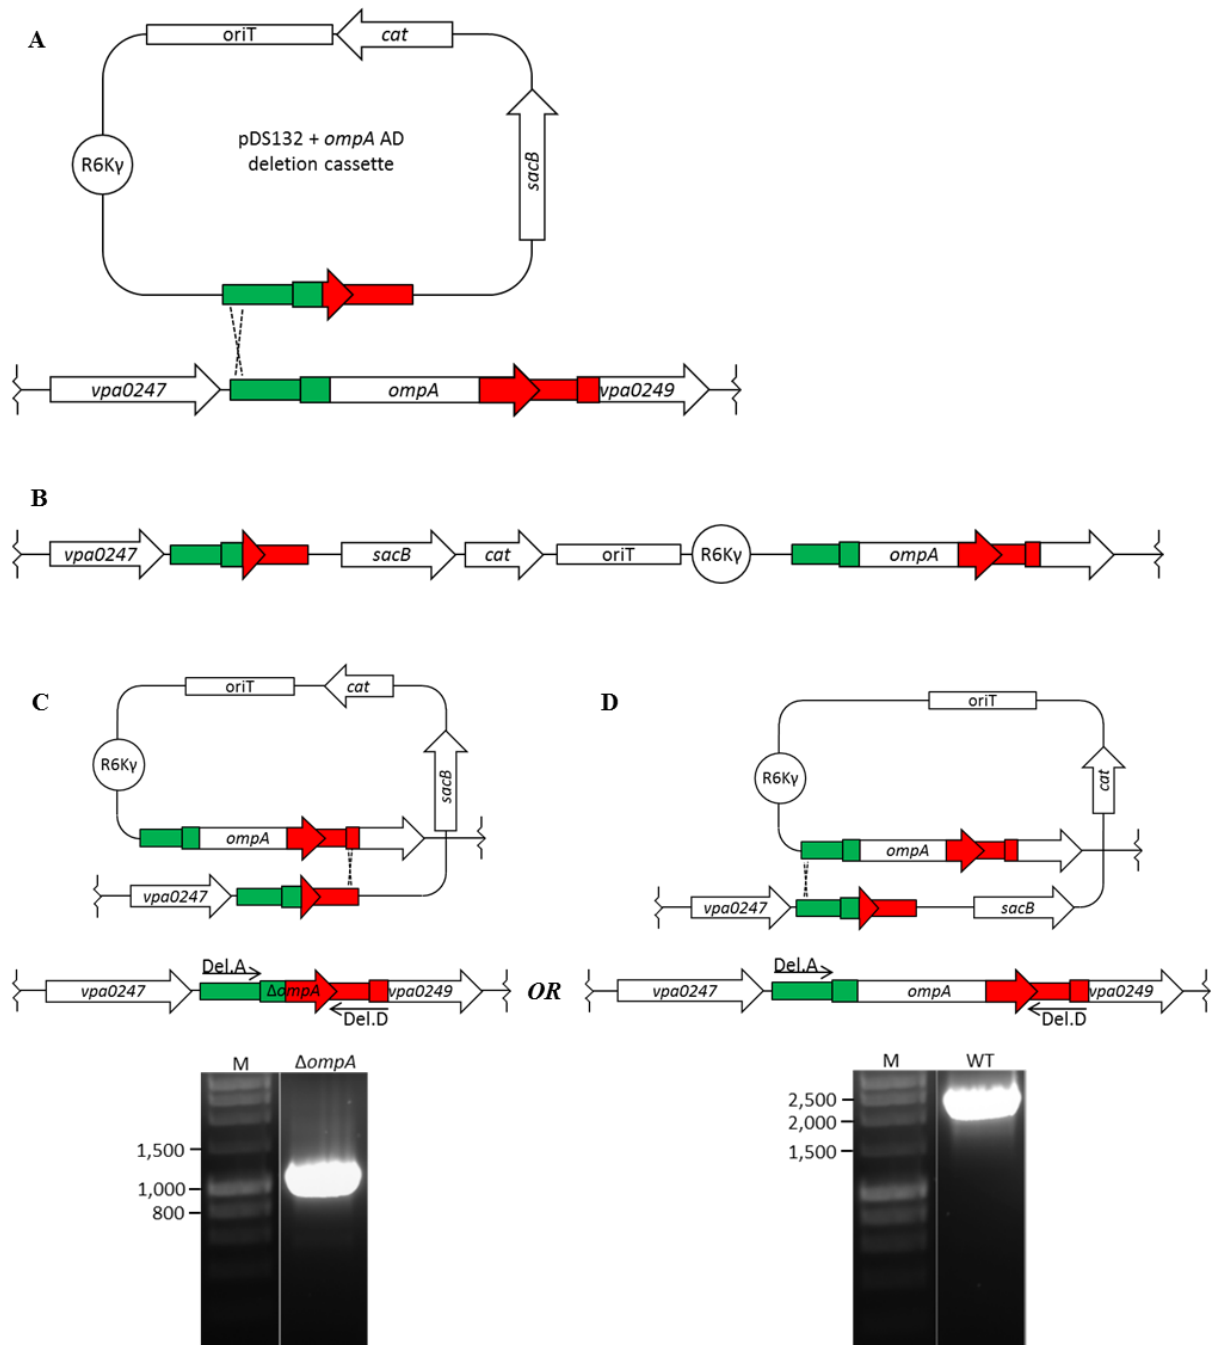 A
oriT
cat
R6Kγ
pDS132 + ompA AD
deletion cassette
sacB
vpa0247
ompA
vpa0249
B
vpa0247
sacB
cat
oriT
R6Kγ
ompA
C
oriT
cat
R6Kγ
sacB
ompA
vpa0247
D
oriT
R6Kγ
cat
ompA
vpa0247
sacB
Del.A
vpa0247
ΔompA
vpa0249
Del.D
OR
Del.A
vpa0247
ompA
vpa0249
Del.D
M
ΔompA
1,500
1,000
800
M
WT
2,500
2,000
1,500